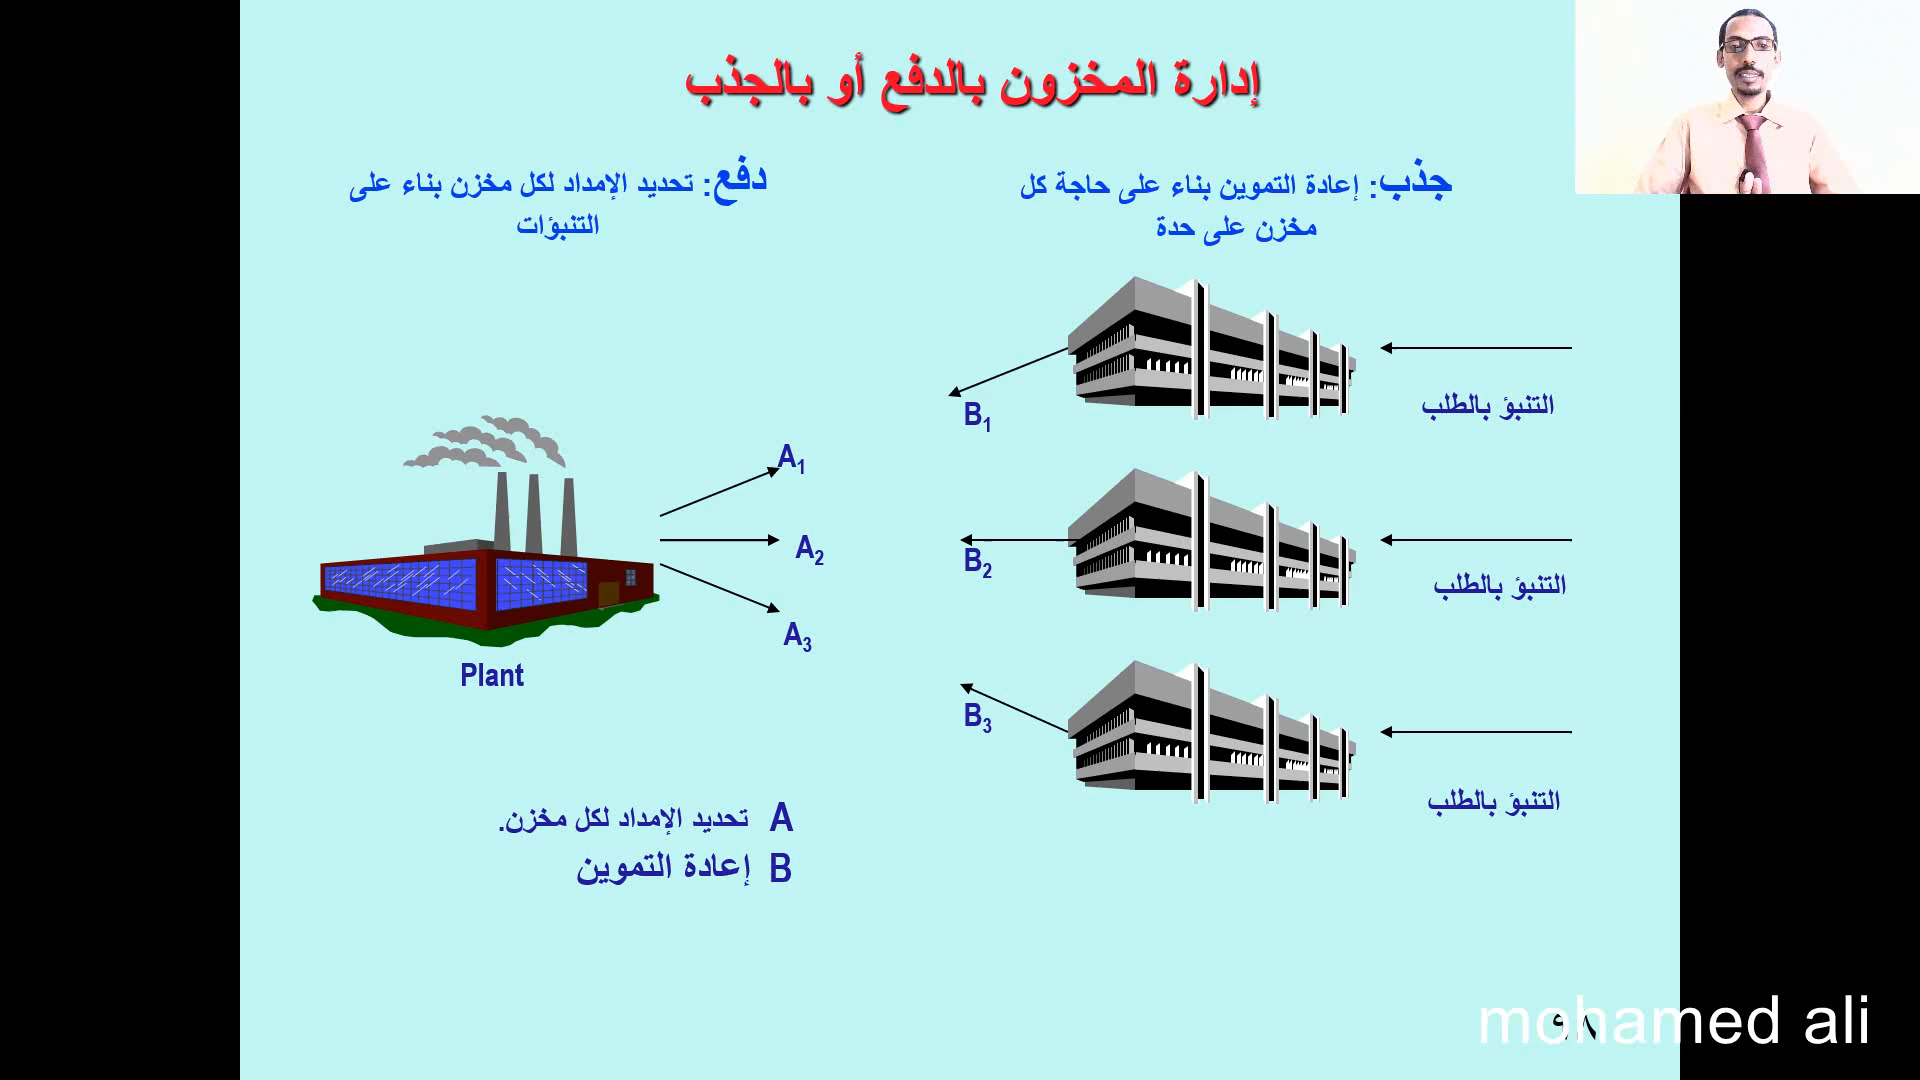 إدارة المخزون بالدفع أو بالجذب
جذب: إعادة التموين بناء على حاجة كل
مخزن على حدة
دفع: تحديد الإمداد لكل مخزن بناء على
التنبؤات
B1
التنبؤ بالطلب
A1
A2
B2
التنبؤ بالطلب
A3
Plant
B3
التنبؤ بالطلب
A تحديد الإمداد لكل مخزن.
B إعادة التموين
mohamed ali
٩٨